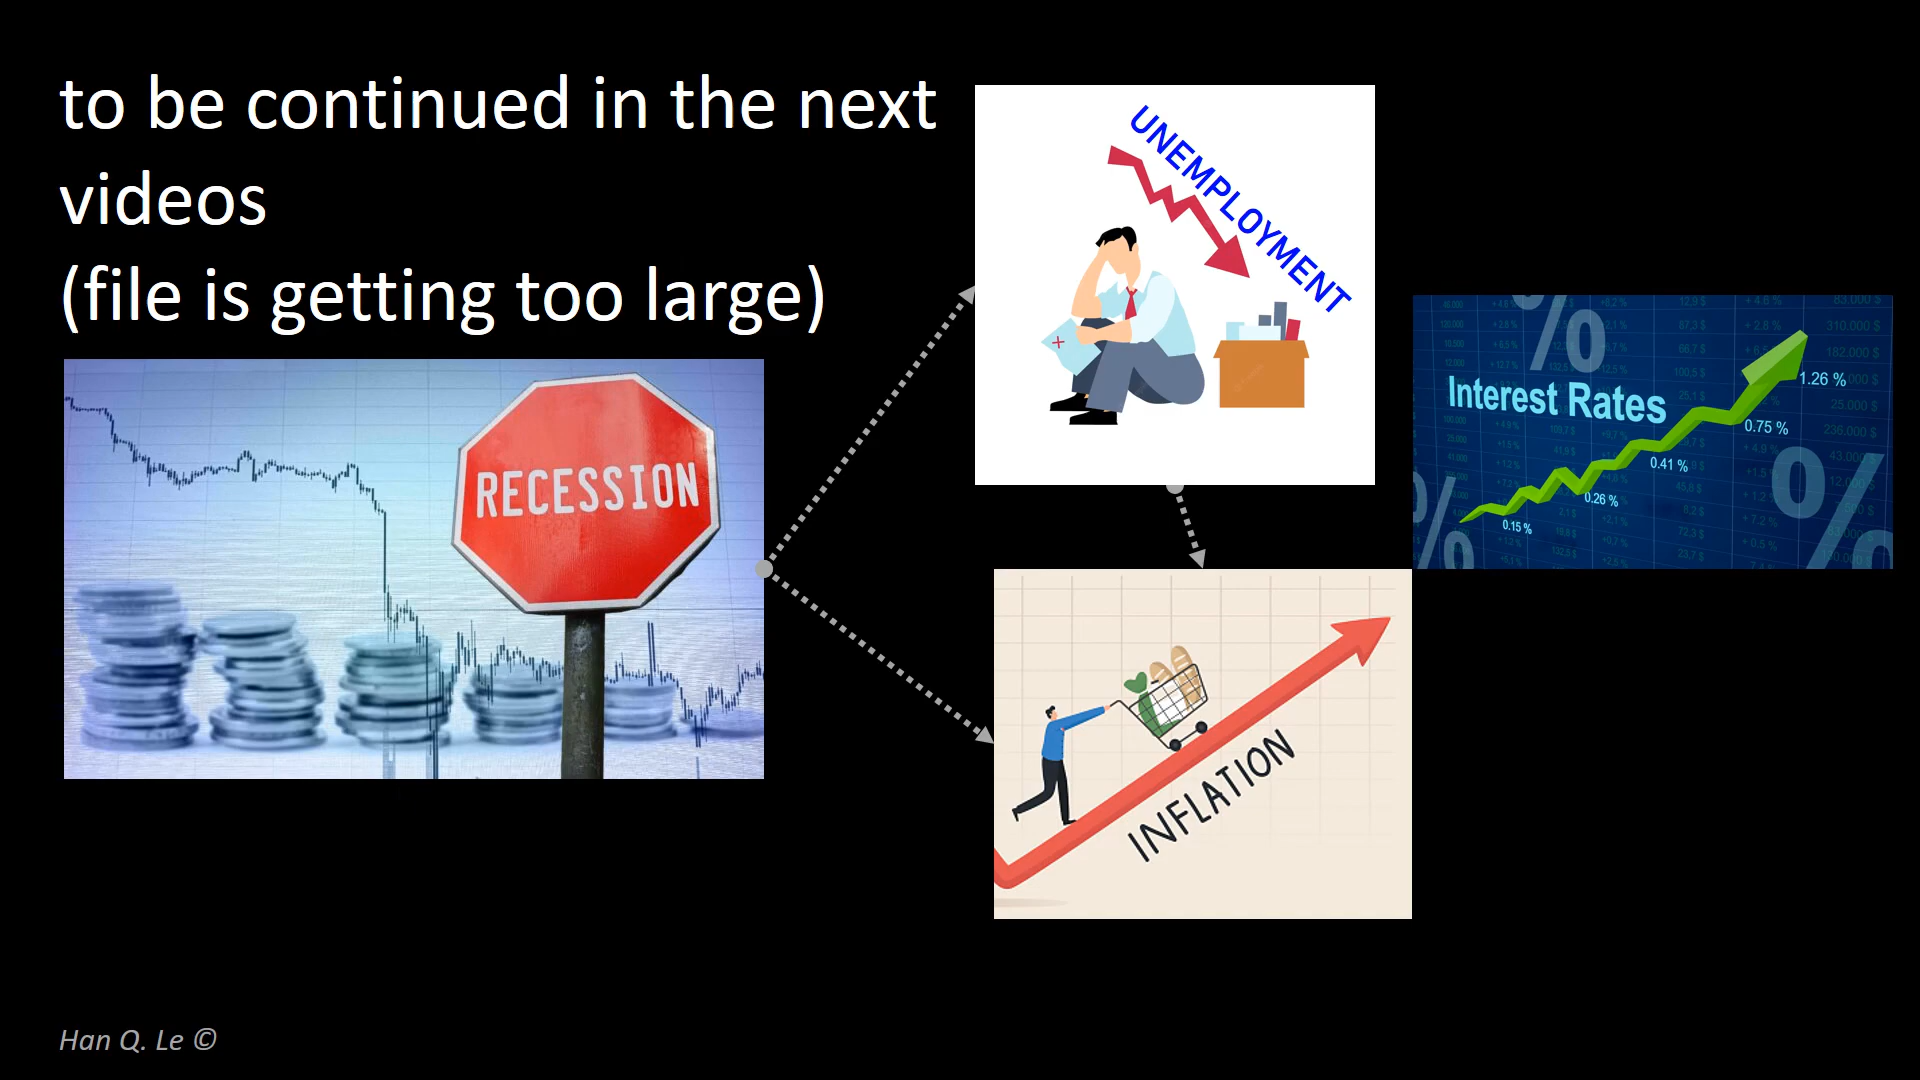 to be continued in the next
videos
(file is getting too large)
UNEMPLOYMENT
RECESSION
Interest Rates
1.26 %
0.75 %
0.41 %
0.26 %
0.15 %
INFLATION
Han Q. Le ©